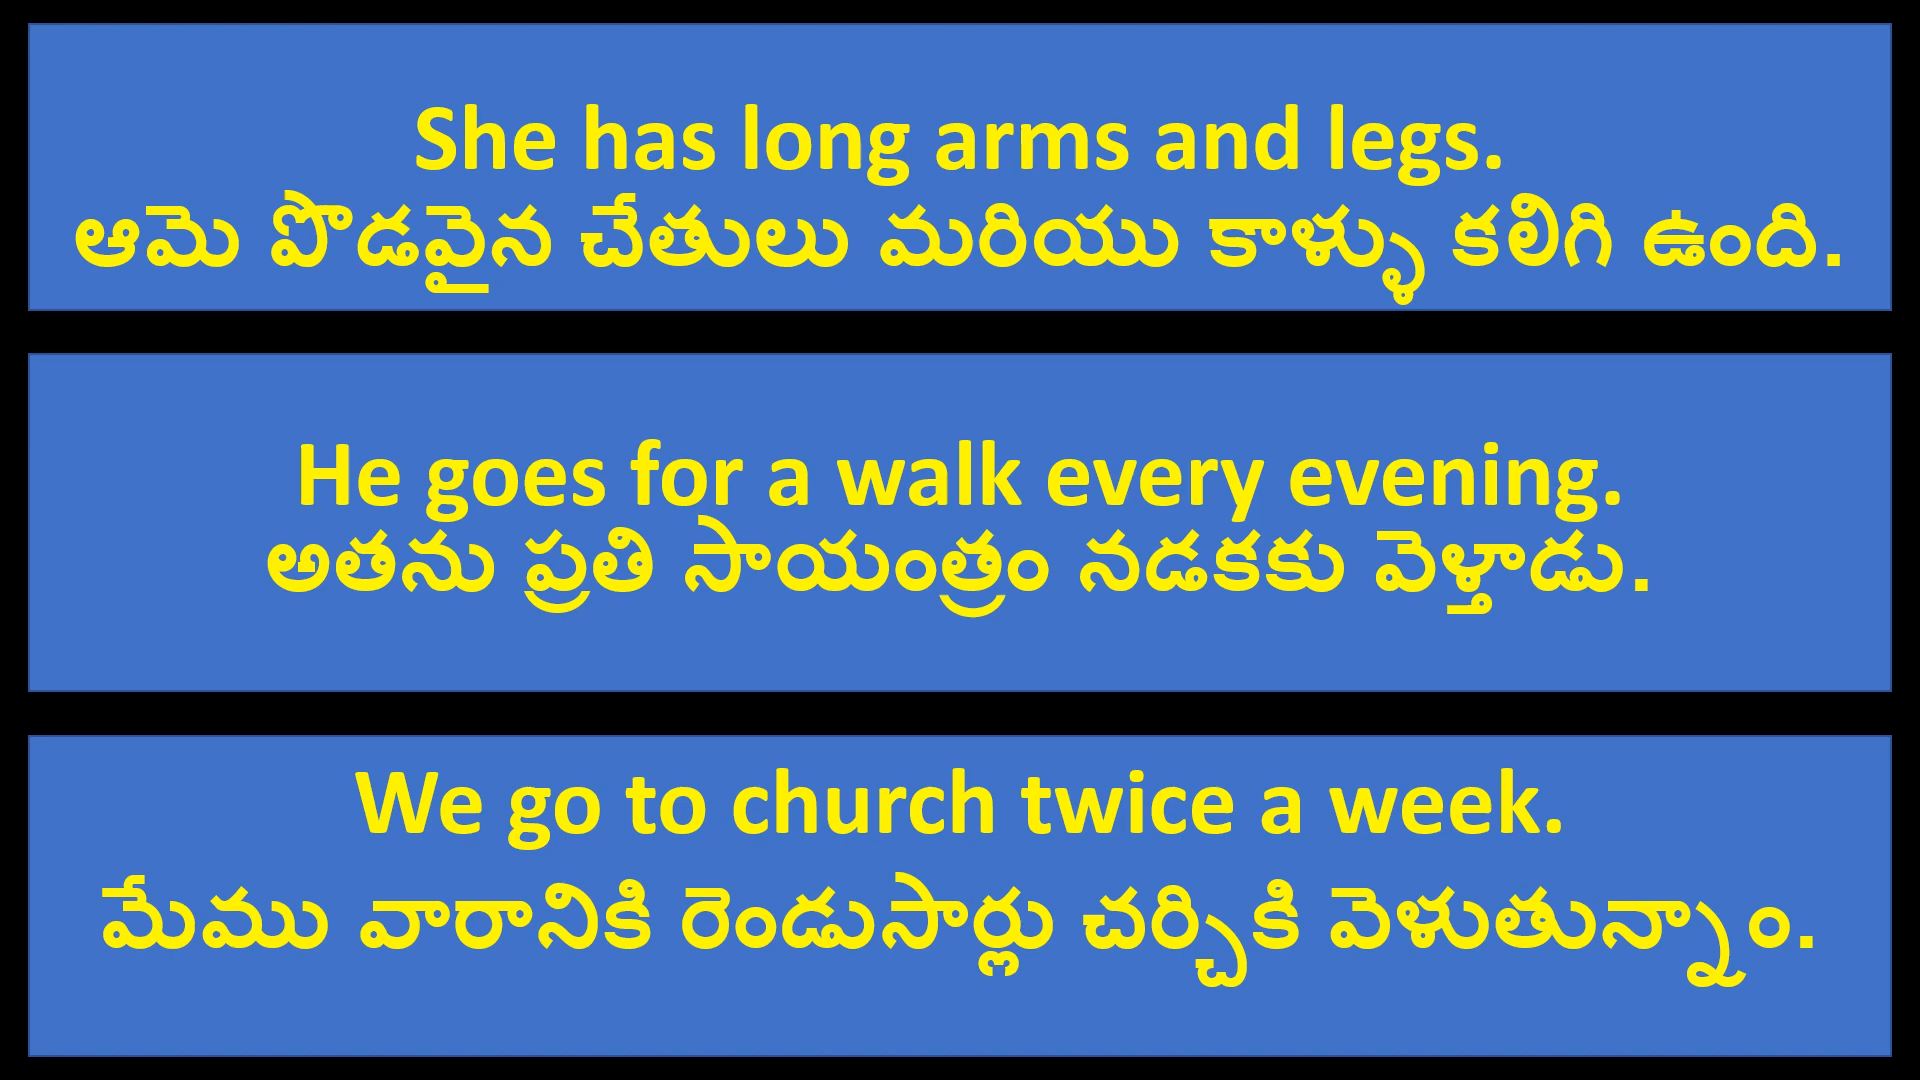 She has long arms and legs.
ఆమె పొడవైన చేతులు మరియు కాళ్ళు కలిగి ఉంది.
He goes for a walk every evening.
అతను ప్రతి సాయంత్రం నడకకు వెళ్తాడు.
We go to church twice a week.
మేము వారానికి రెండుసార్లు చర్చికి వెళుతున్నాం.